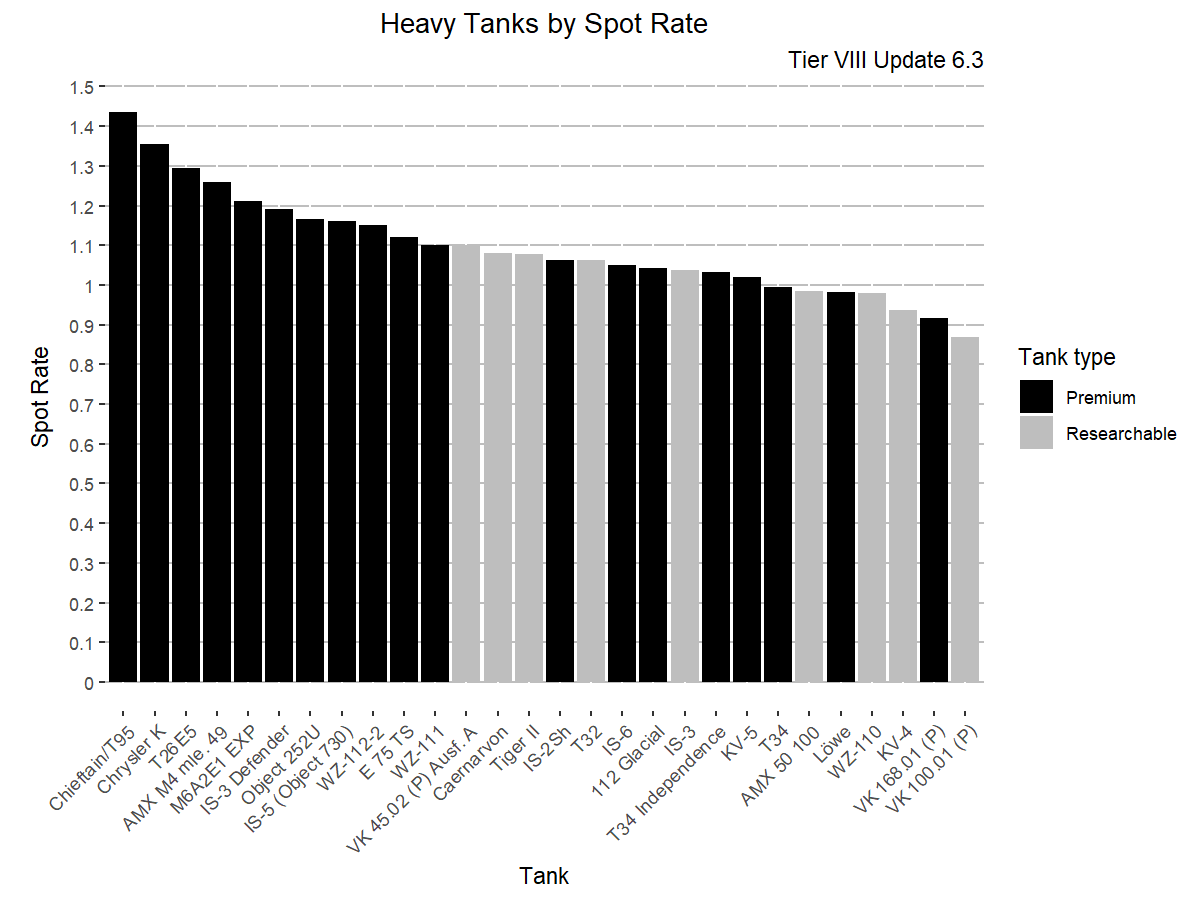 Heavy Tanks by Spot Rate
Tier VIII Update 6.3
1.5
1.4
1.3
1.2
1.1
1
0.9
0.8
0.7
0.6
0.5
0.4
0.3
0.2
0.1
0
Spot Rate
Chieftain/T95
Chrysler K
T26E5
AMX M4 mle. 49
M6A2E1 EXP
IS-3 Defender
Object 252U
IS-5 (Object 730)
WZ-112-2
E 75 TS
WZ-111
VK 45.02 (P) Ausf. A
Caernarvon
Tiger II
IS-2Sh
T32
IS-6
112 Glacial
IS-3
T34 Independence
KV-5
T34
AMX 50 100
Löwe
WZ-110
KV-4
VK 168.01 (P)
VK 100.01 (P)
Tank
Tank type
Premium
Researchable